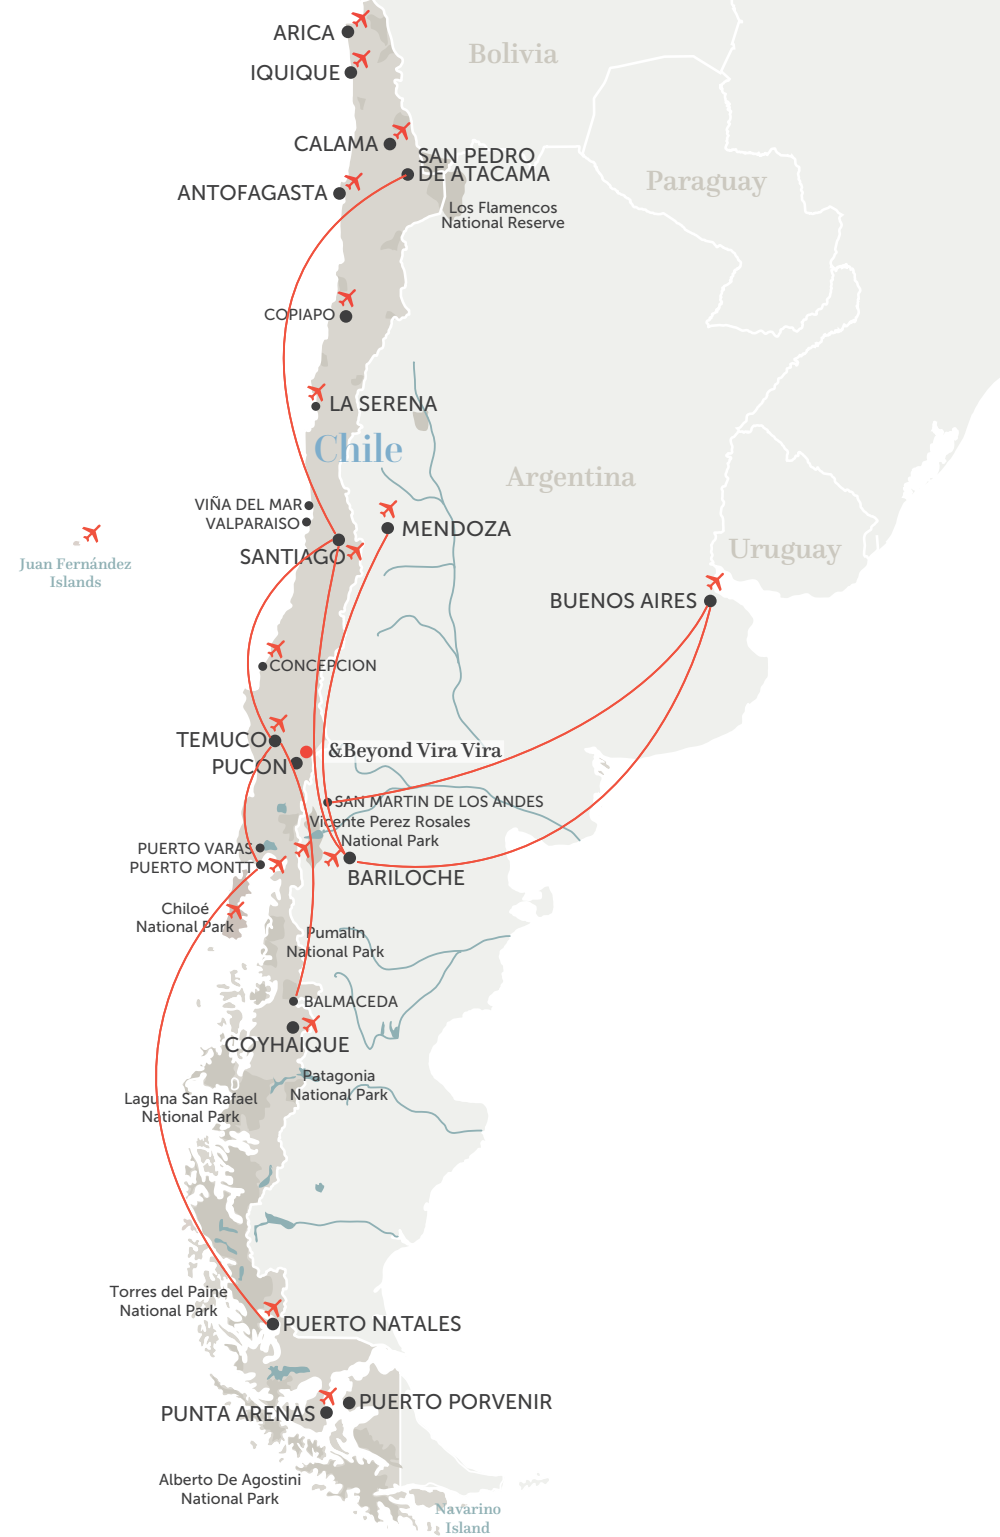 ARICA
Bolivia
IQUIQUE
CALAMA
SAN PEDRO
DE ATACAMA
Paraguay
ANTOFAGASTA
Los Flamencos
National Reserve
COPIAPO
LA SERENA
Chile
Argentina
VIÑA DEL MAR
VALPARAISO
MENDOZA
SANTIAGO
Uruguay
Juan Fernández
Islands
BUENOS AIRES
CONCEPCION
TEMUCO
&Beyond Vira Vira
PUCON
SAN MARTIN DE LOS ANDES
Vicente Perez Rosales
National Park
PUERTO VARAS
PUERTO MONTT
BARILOCHE
Chiloé
National Park
Pumalin
National Park
BALMACEDA
COYHAIQUE
Patagonia
National Park
D
Laguna San Rafael
National Park
Torres del Paine
National Park
PUERTO NATALES
PUERTO PORVENIR
PUNTA ARENAS
Alberto De Agostini
National Park
Navarino
Island